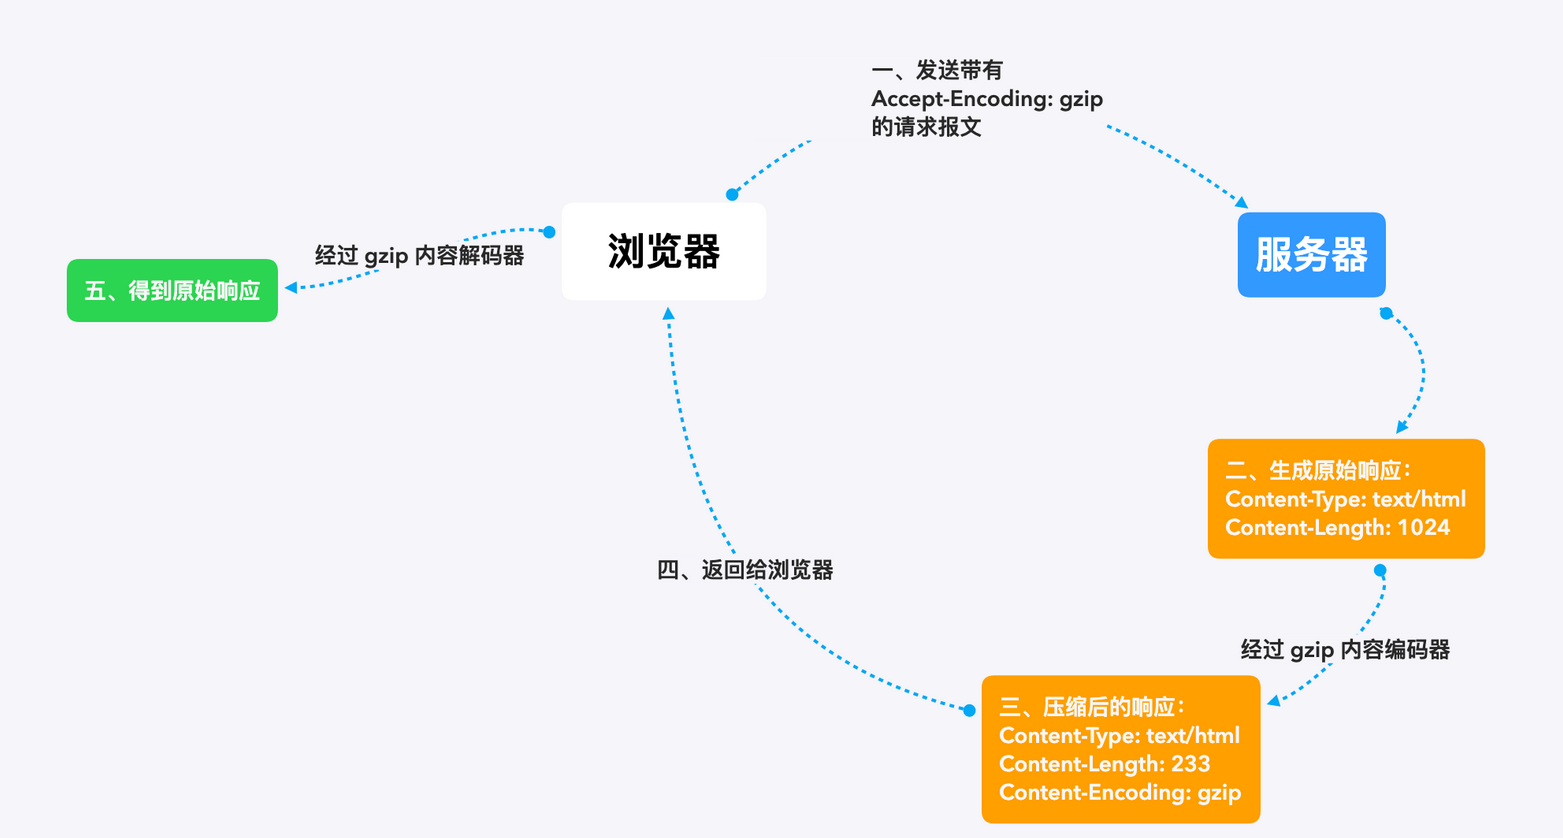 一、发送带有
Accept-Encoding: gzip
的请求报文
浏览器
服务器
经过 gzip 内容解码器
五、得到原始响应
二、生成原始响应：
Content-Type: text/html
Content-Length: 1024
四、返回给浏览器
经过 gzip 内容编码器
三、压缩后的响应：
Content-Type: text/html
Content-Length: 233
Content-Encoding: gzip